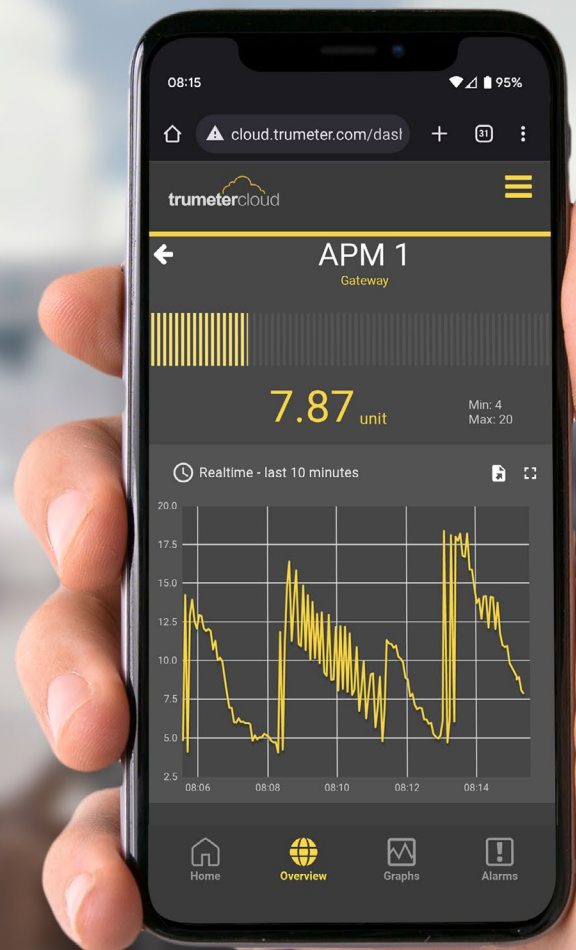 08:15
95%
cloud.trumeter.com/dash
31
trumetercloud
APM 1
Gateway
7.87 unit
Min: 4
Max: 20
Realtime - last 10 minutes
20.0
17.5
15.0
12.5
10.0
7.5
5.0
2.5
08:06 08:08 08:10 08:12 08:14
Home Overview Graphs Alarms